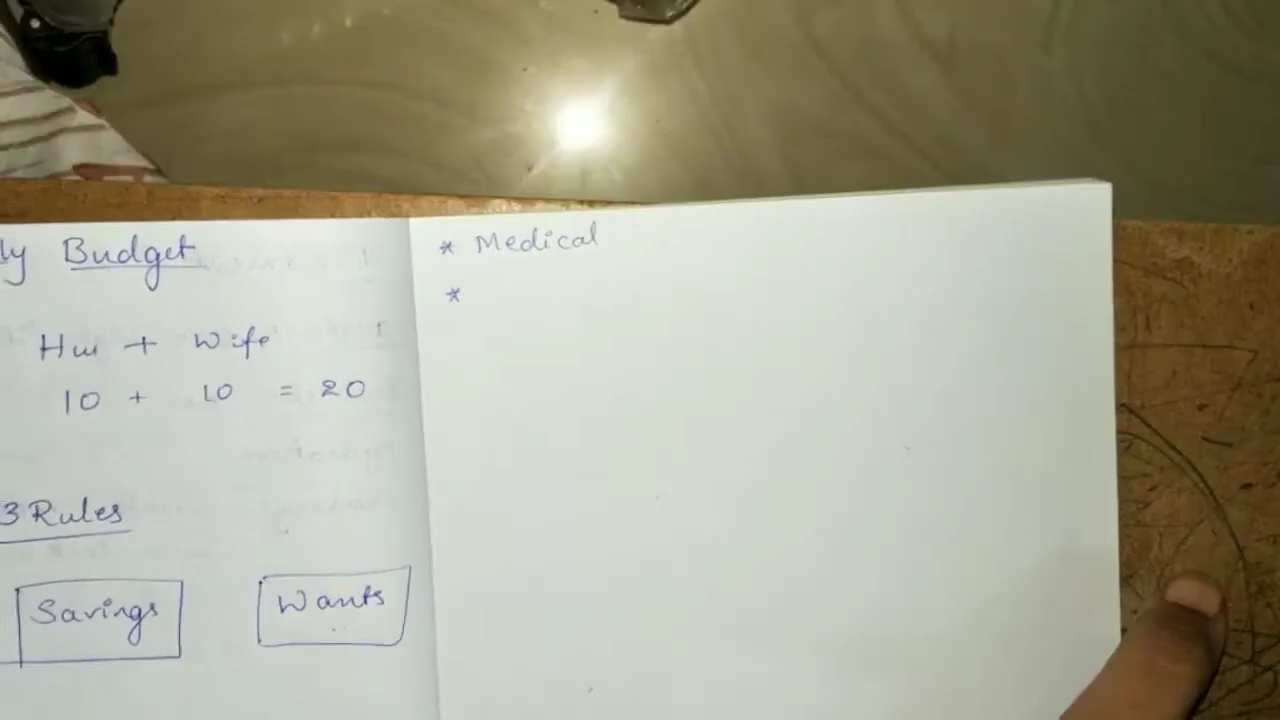 ly Budget
Hus + Wife
10 + 10 = 20
3 Rules
Savings
Wants
* Medical
*